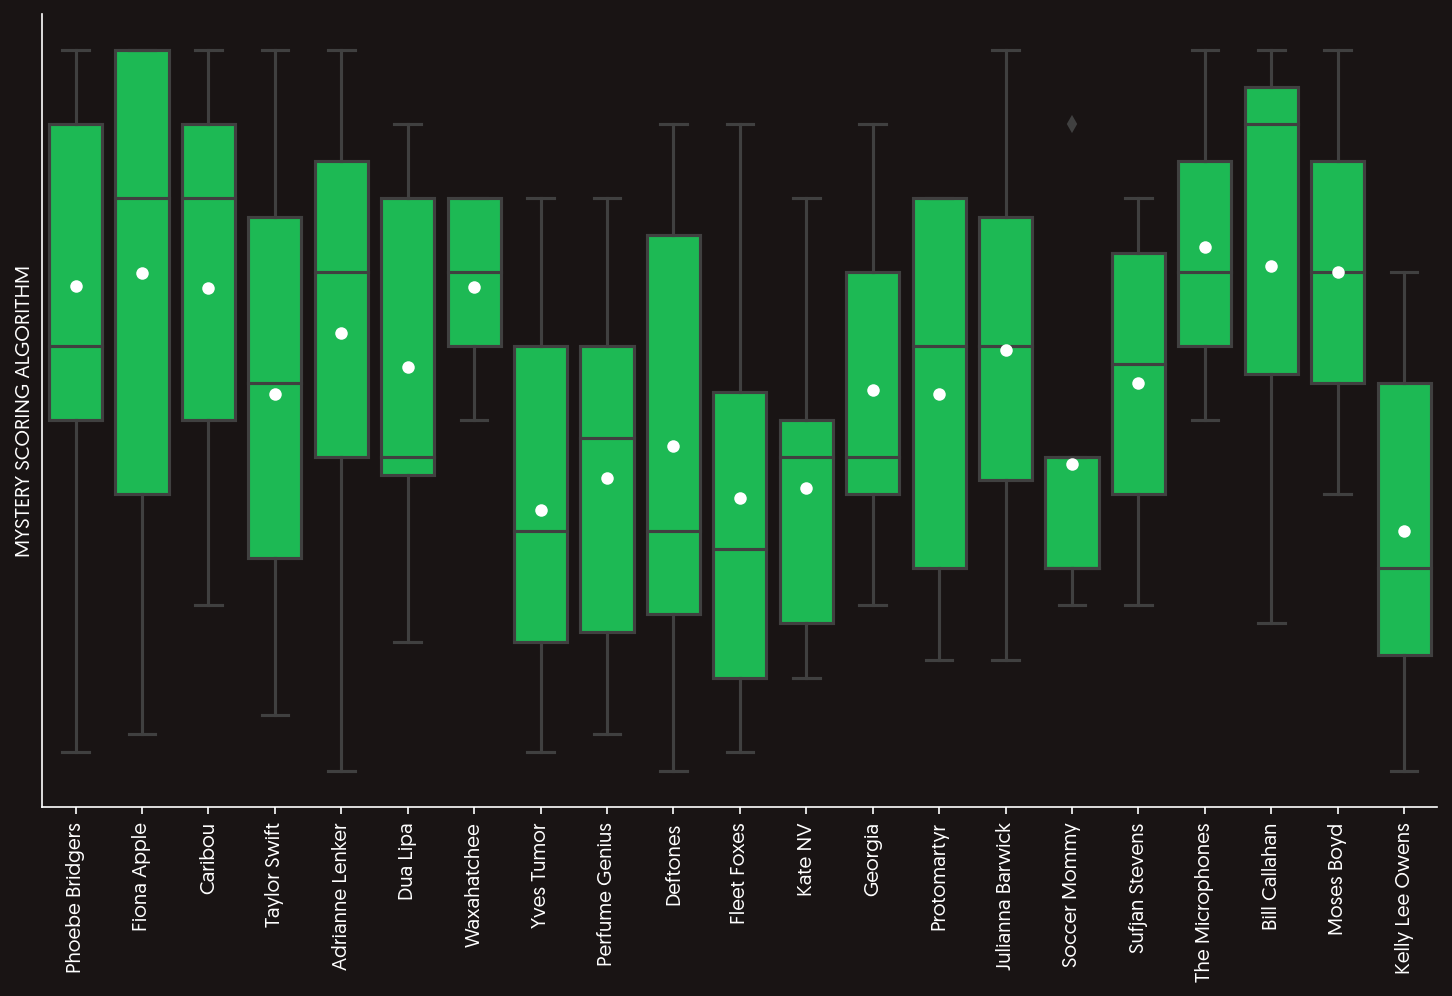 MYSTERY SCORING ALGORITHM
Phoebe Bridgers
Fiona Apple
Caribou
Taylor Swift
Adrianne Lenker
Dua Lipa
Waxahatchee
Yves Tumor
Perfume Genius
Deftones
Fleet Foxes
Kate NV
Georgia
Protomartyr
Julianna Barwick
Soccer Mommy
Sufjan Stevens
The Microphones
Bill Callahan
Moses Boyd
Kelly Lee Owens